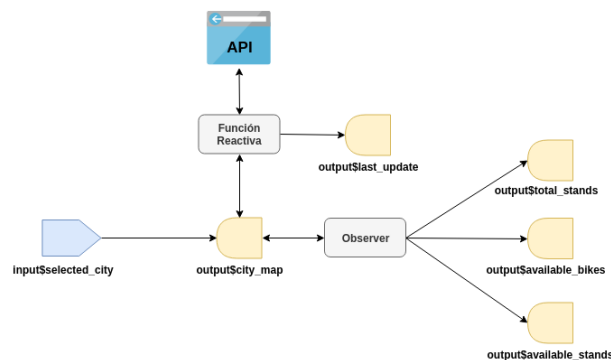 API
Función
Reactiva
output$last_update
output$total_stands
input$selected_city
output$city_map
Observer
output$available_bikes
output$available_stands